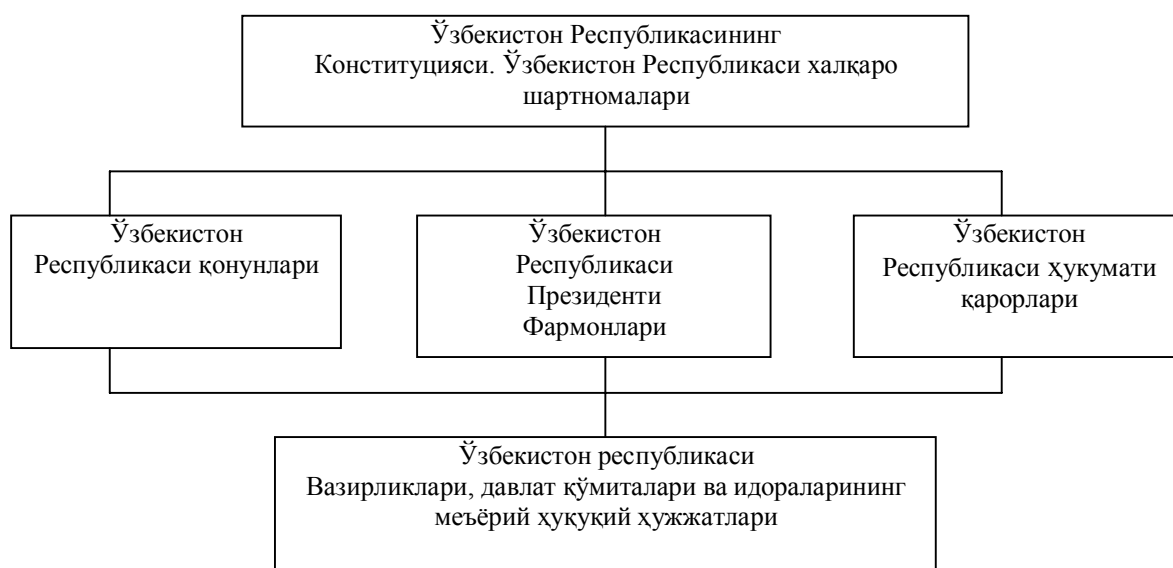 Ўзбекистон Республикасининг
Конституцияси. Ўзбекистон Республикаси халқаро
шартномалари
Ўзбекистон
Республикаси қонунлари
Ўзбекистон
Республикаси
Президенти
Фармонлари
Ўзбекистон
Республикаси ҳукумати
қарорлари
Ўзбекистон республикаси
Вазирликлари, давлат қўмиталари ва идораларининг
меъёрий ҳуқуқий ҳужжатлари